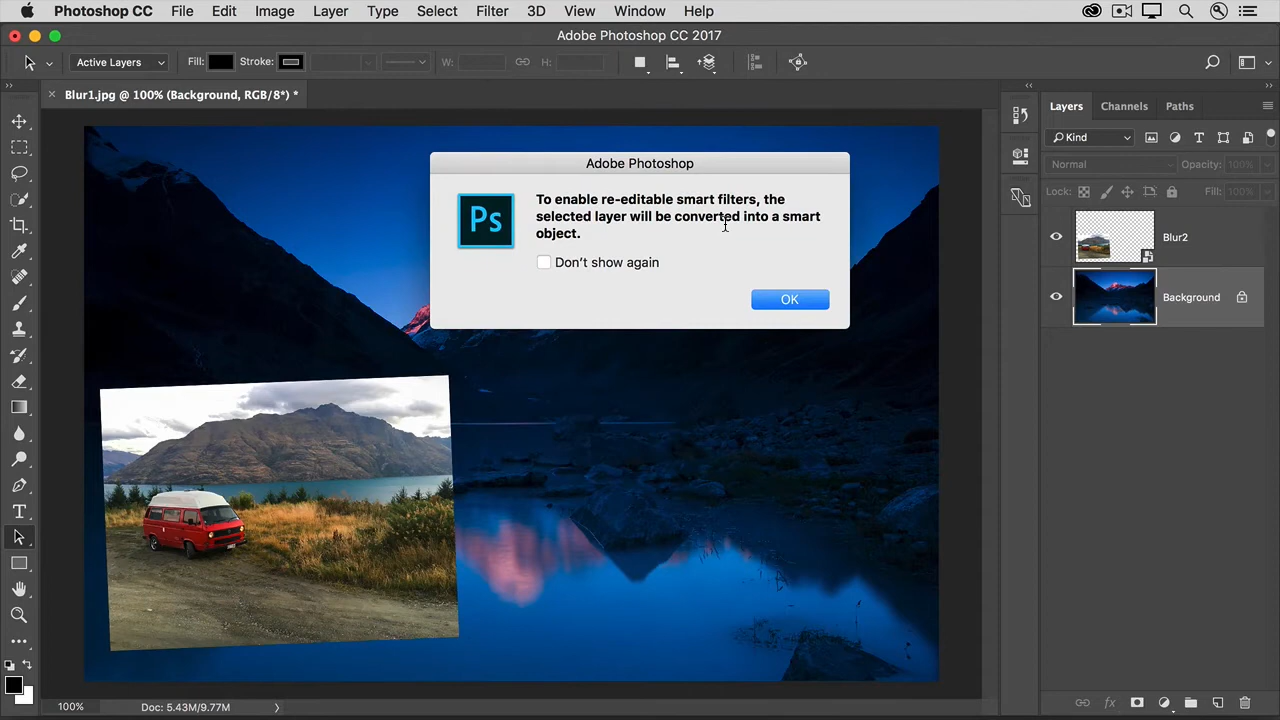 Photoshop CC File Edit Image Layer Type Select Filter 3D View Window Help
Adobe Photoshop CC 2017
Active Layers Fill: Stroke: W: H:
× Blur1.jpg @ 100% (Background, RGB/8*) *
Layers Channels Paths
Kind
Normal Opacity: 100%
Lock: Fill: 100%
Blur2
Background
Adobe Photoshop
Ps
To enable re-editable smart filters, the
selected layer will be converted into a smart
object.
Don't show again
OK
100% Doc: 5.43M/9.77M
fx